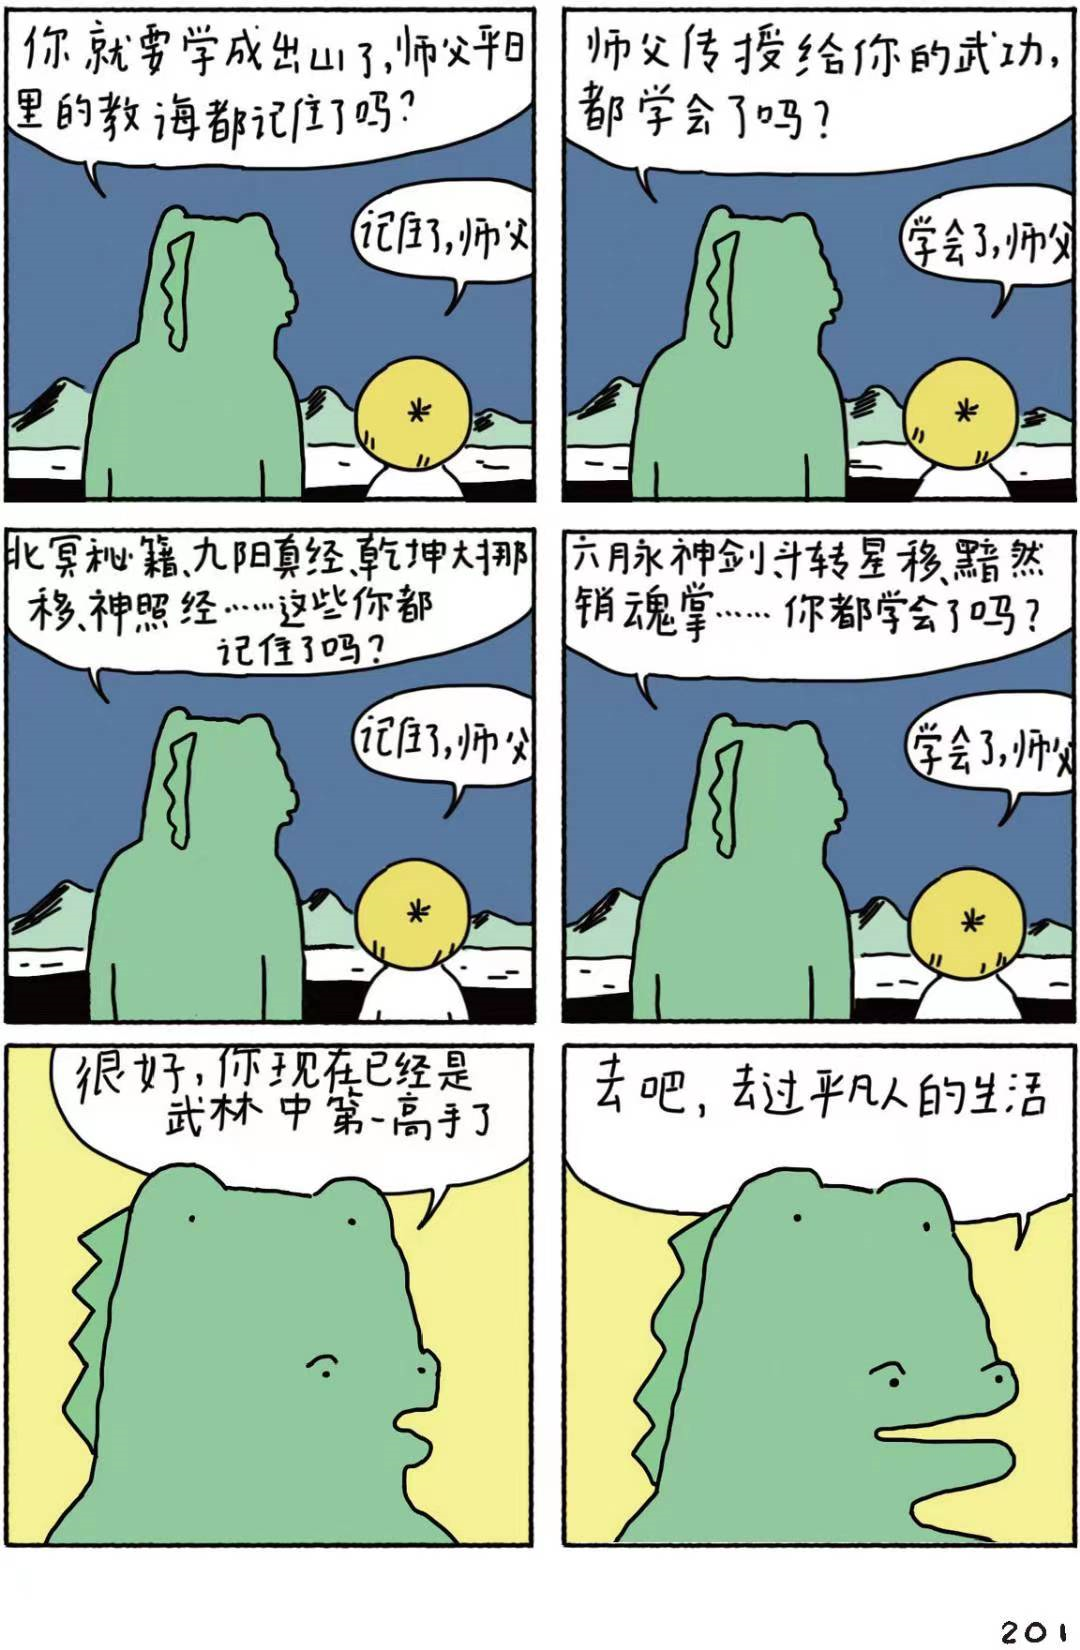 你就要学成出山了,师父平日
里的教诲都记住了吗?
记住了,师父
师父传授给你的武功,
都学会了吗?
学会了,师父
北冥秘籍、九阳真经、乾坤大挪
移、神照经……这些你都
记住了吗?
记住了,师父
六月脉神剑、斗转星移、黯然
销魂掌……你都学会了吗?
学会了,师父
很好,你现在已经是
武林中第一高手了
去吧,去过平凡人的生活
201